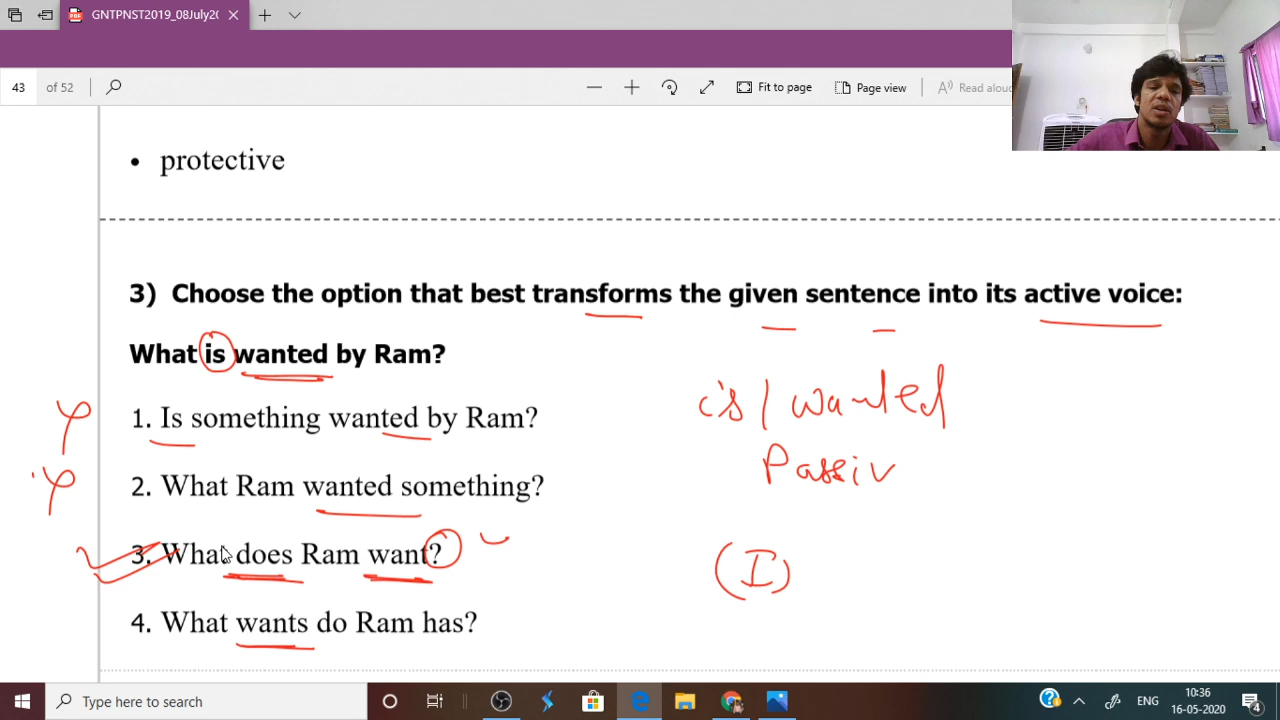 GNTPNST2019_08July20
43 of 52
Fit to page
Page view
Read alou
• protective
3) Choose the option that best transforms the given sentence into its active voice:
What is wanted by Ram?
is / wanted
Passiv
1. Is something wanted by Ram?
2. What Ram wanted something?
3. What does Ram want?
(I)
4. What wants do Ram has?
Type here to search
ENG
10:36
16-05-2020
4